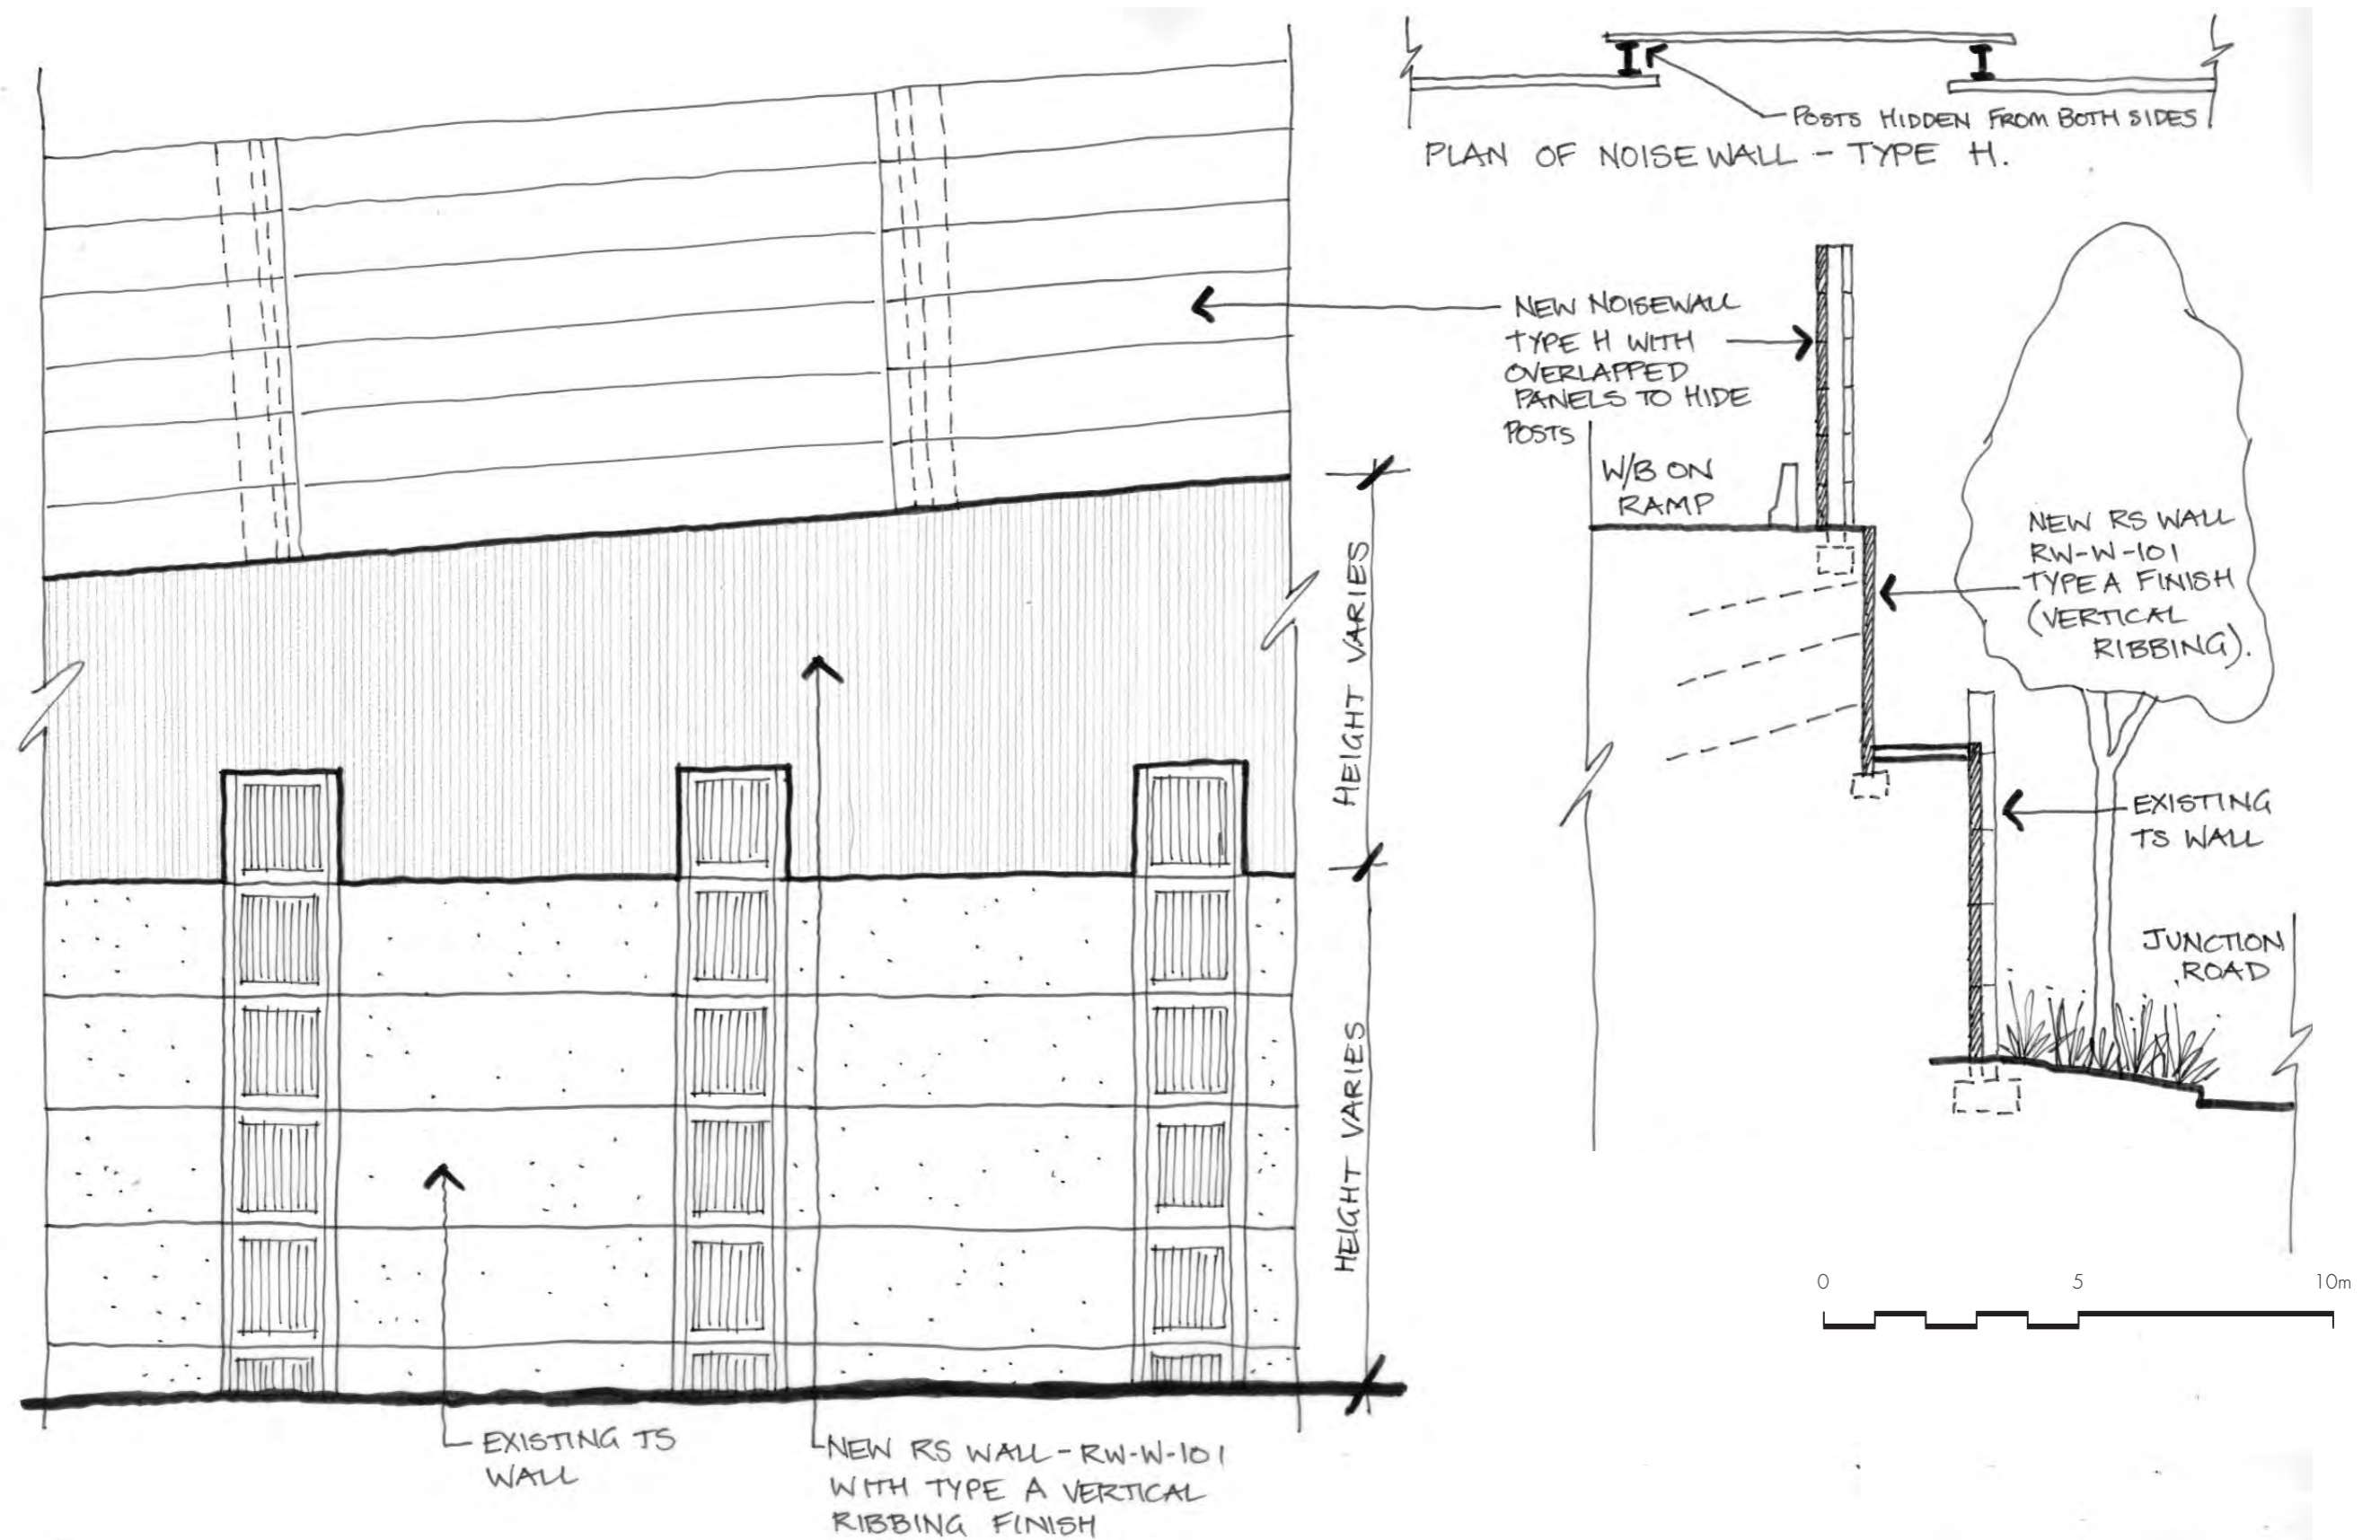 POSTS HIDDEN FROM BOTH SIDES
PLAN OF NOISE WALL - TYPE H.
NEW NOISEWALL
TYPE H WITH
OVERLAPPED
PANELS TO HIDE
POSTS
W/B ON
RAMP
NEW RS WALL
RW-W-101
TYPE A FINISH
(VERTICAL
RIBBING).
HEIGHT VARIES
EXISTING
TS WALL
JUNCTION
ROAD
HEIGHT VARIES
0 5 10m
EXISTING TS
WALL
NEW RS WALL - RW-W-101
WITH TYPE A VERTICAL
RIBBING FINISH